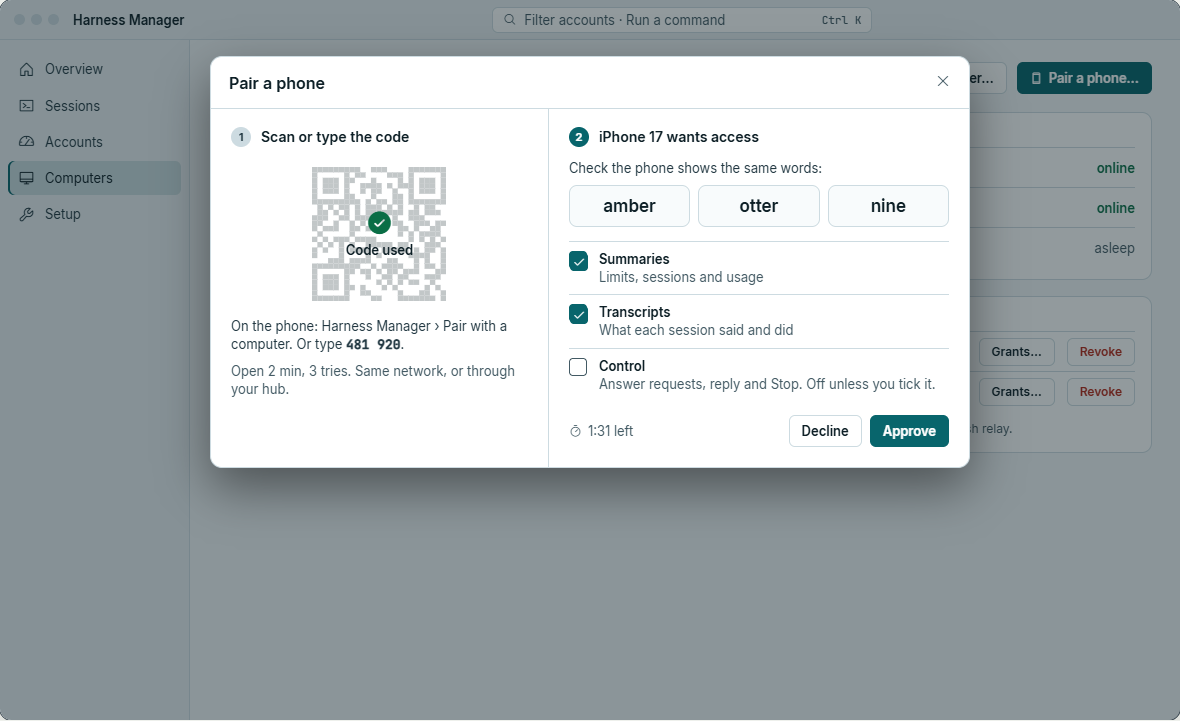 Harness Manager
Filter accounts · Run a command
Ctrl K
Overview
Sessions
Accounts
Computers
Setup
Pair a phone...
online
online
asleep
Grants...
Revoke
Grants...
Revoke
relay.
Pair a phone
1 Scan or type the code
Code used
On the phone: Harness Manager › Pair with a
computer. Or type 481 920.
Open 2 min, 3 tries. Same network, or through
your hub.
2 iPhone 17 wants access
Check the phone shows the same words:
amber
otter
nine
Summaries
Limits, sessions and usage
Transcripts
What each session said and did
Control
Answer requests, reply and Stop. Off unless you tick it.
1:31 left
Decline
Approve